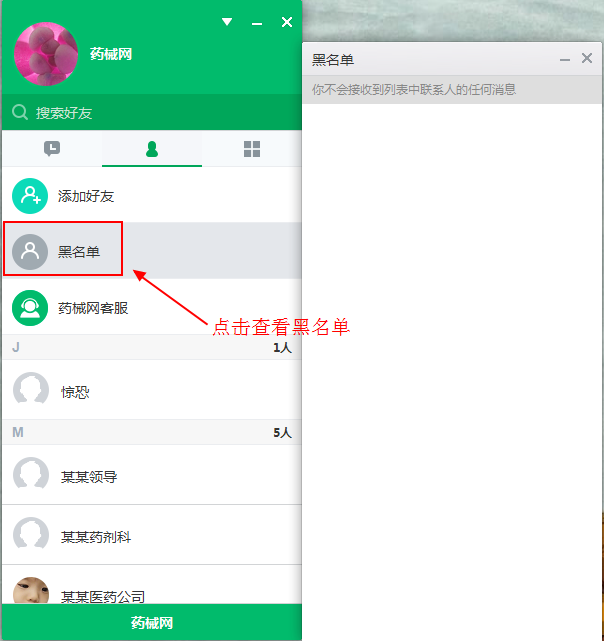 药械网
搜索好友
添加好友
黑名单
药械网客服
J 1人
惊恐
M 5人
某某领导
某某药剂科
某某医药公司
药械网
黑名单
你不会接收到列表中联系人的任何消息
点击查看黑名单